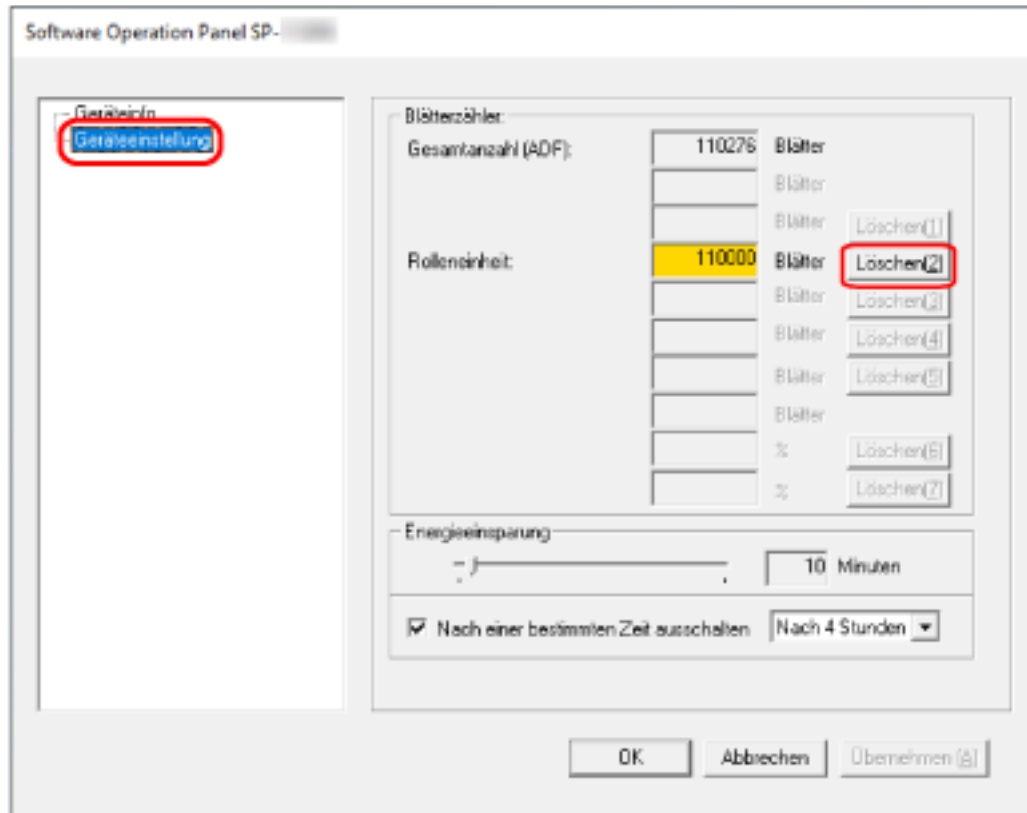 Software Operation Panel SP-
Geräteinfo
Geräteeinstellung
Blätterzähler:
Gesamtanzahl (ADF): 110276 Blätter
Blätter
Blätter Löschen(1)
Rolleneinheit: 110000 Blätter Löschen(2)
Blätter Löschen(3)
Blätter Löschen(4)
Blätter Löschen(5)
Blätter
% Löschen(6)
% Löschen(7)
Energieeinsparung
10 Minuten
Nach einer bestimmten Zeit ausschalten Nach 4 Stunden
OK Abbrechen Übernehmen (A)